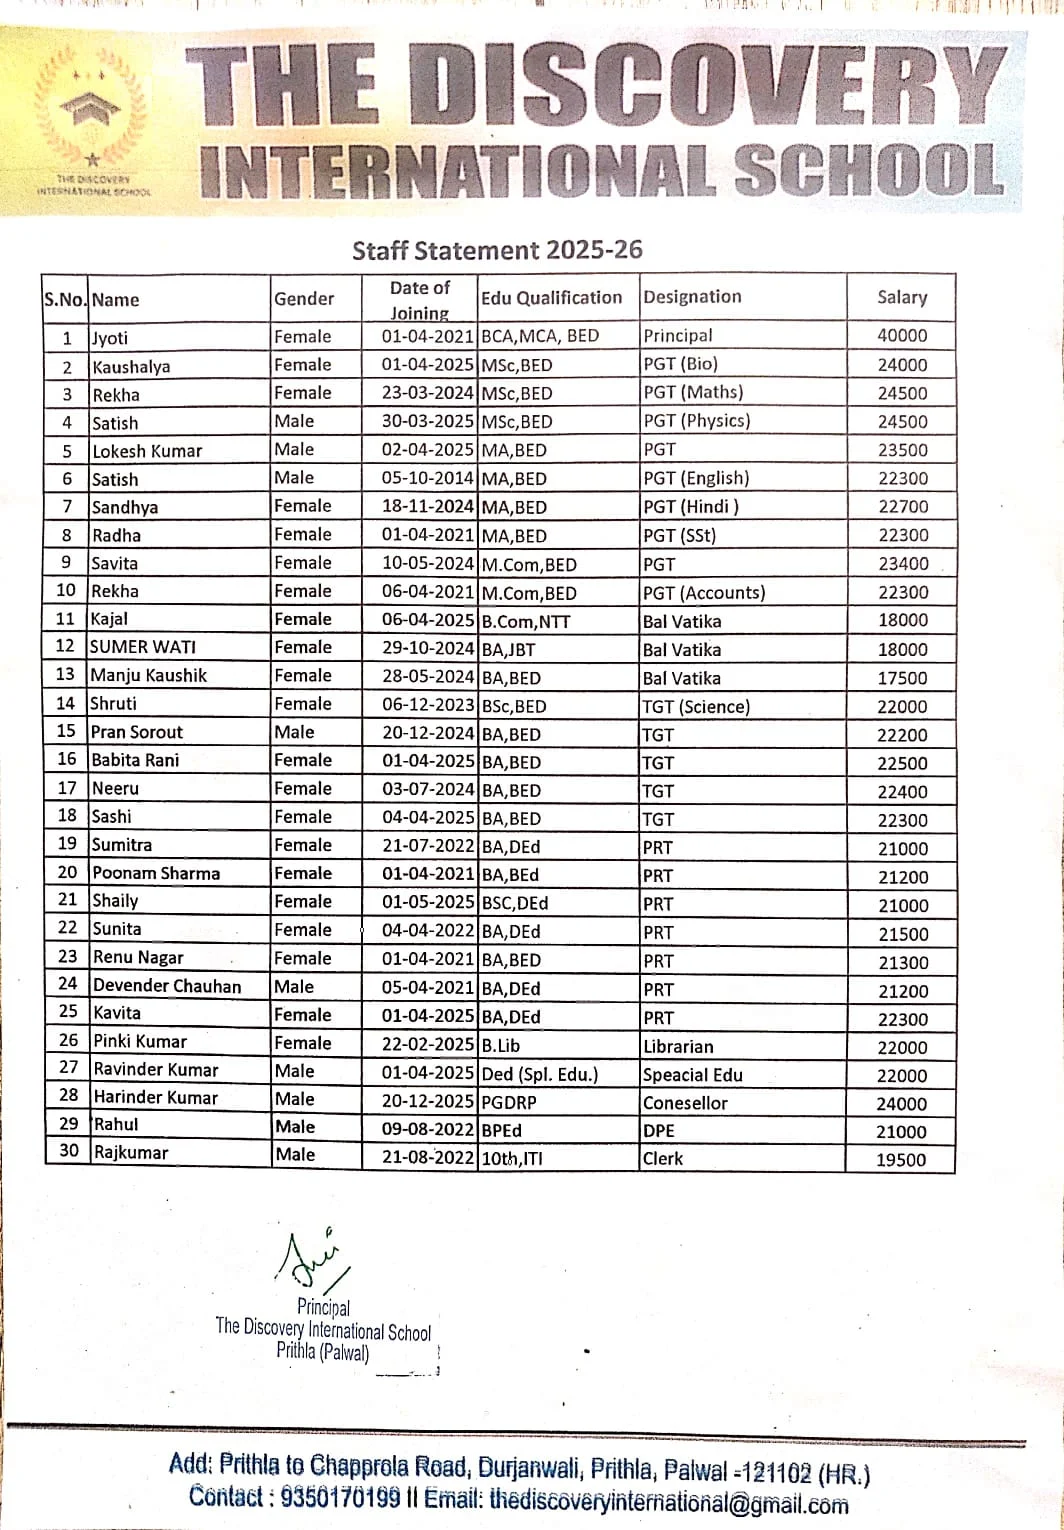 THE DISCOVERY
INTERNATIONAL SCHOOL
THE DISCOVERY
INTERNATIONAL SCHOOL
Staff Statement 2025-26
S.No. Name Gender Date of Joining Edu Qualification Designation Salary
1 Jyoti Female 01-04-2021 BCA,MCA, BED Principal 40000
2 Kaushalya Female 01-04-2025 MSc,BED PGT (Bio) 24000
3 Rekha Female 23-03-2024 MSc,BED PGT (Maths) 24500
4 Satish Male 30-03-2025 MSc,BED PGT (Physics) 24500
5 Lokesh Kumar Male 02-04-2025 MA,BED PGT 23500
6 Satish Male 05-10-2014 MA,BED PGT (English) 22300
7 Sandhya Female 18-11-2024 MA,BED PGT (Hindi ) 22700
8 Radha Female 01-04-2021 MA,BED PGT (SSt) 22300
9 Savita Female 10-05-2024 M.Com,BED PGT 23400
10 Rekha Female 06-04-2021 M.Com,BED PGT (Accounts) 22300
11 Kajal Female 06-04-2025 B.Com,NTT Bal Vatika 18000
12 SUMER WATI Female 29-10-2024 BA,JBT Bal Vatika 18000
13 Manju Kaushik Female 28-05-2024 BA,BED Bal Vatika 17500
14 Shruti Female 06-12-2023 BSc,BED TGT (Science) 22000
15 Pran Sorout Male 20-12-2024 BA,BED TGT 22200
16 Babita Rani Female 01-04-2025 BA,BED TGT 22500
17 Neeru Female 03-07-2024 BA,BED TGT 22400
18 Sashi Female 04-04-2025 BA,BED TGT 22300
19 Sumitra Female 21-07-2022 BA,DEd PRT 21000
20 Poonam Sharma Female 01-04-2021 BA,BEd PRT 21200
21 Shaily Female 01-05-2025 BSC,DEd PRT 21000
22 Sunita Female 04-04-2022 BA,DEd PRT 21500
23 Renu Nagar Female 01-04-2021 BA,BED PRT 21300
24 Devender Chauhan Male 05-04-2021 BA,DEd PRT 21200
25 Kavita Female 01-04-2025 BA,DEd PRT 22300
26 Pinki Kumar Female 22-02-2025 B.Lib Librarian 22000
27 Ravinder Kumar Male 01-04-2025 Ded (Spl. Edu.) Speacial Edu 22000
28 Harinder Kumar Male 20-12-2025 PGDRP Conesellor 24000
29 Rahul Male 09-08-2022 BPEd DPE 21000
30 Rajkumar Male 21-08-2022 10th,ITI Clerk 19500
Principal
The Discovery International School
Prithla (Palwal)
Add: Prithla to Chapprola Road, Durjanwali, Prithla, Palwal -121102 (HR.)
Contact : 9350170199 II Email: thediscoveryinternational@gmail.com